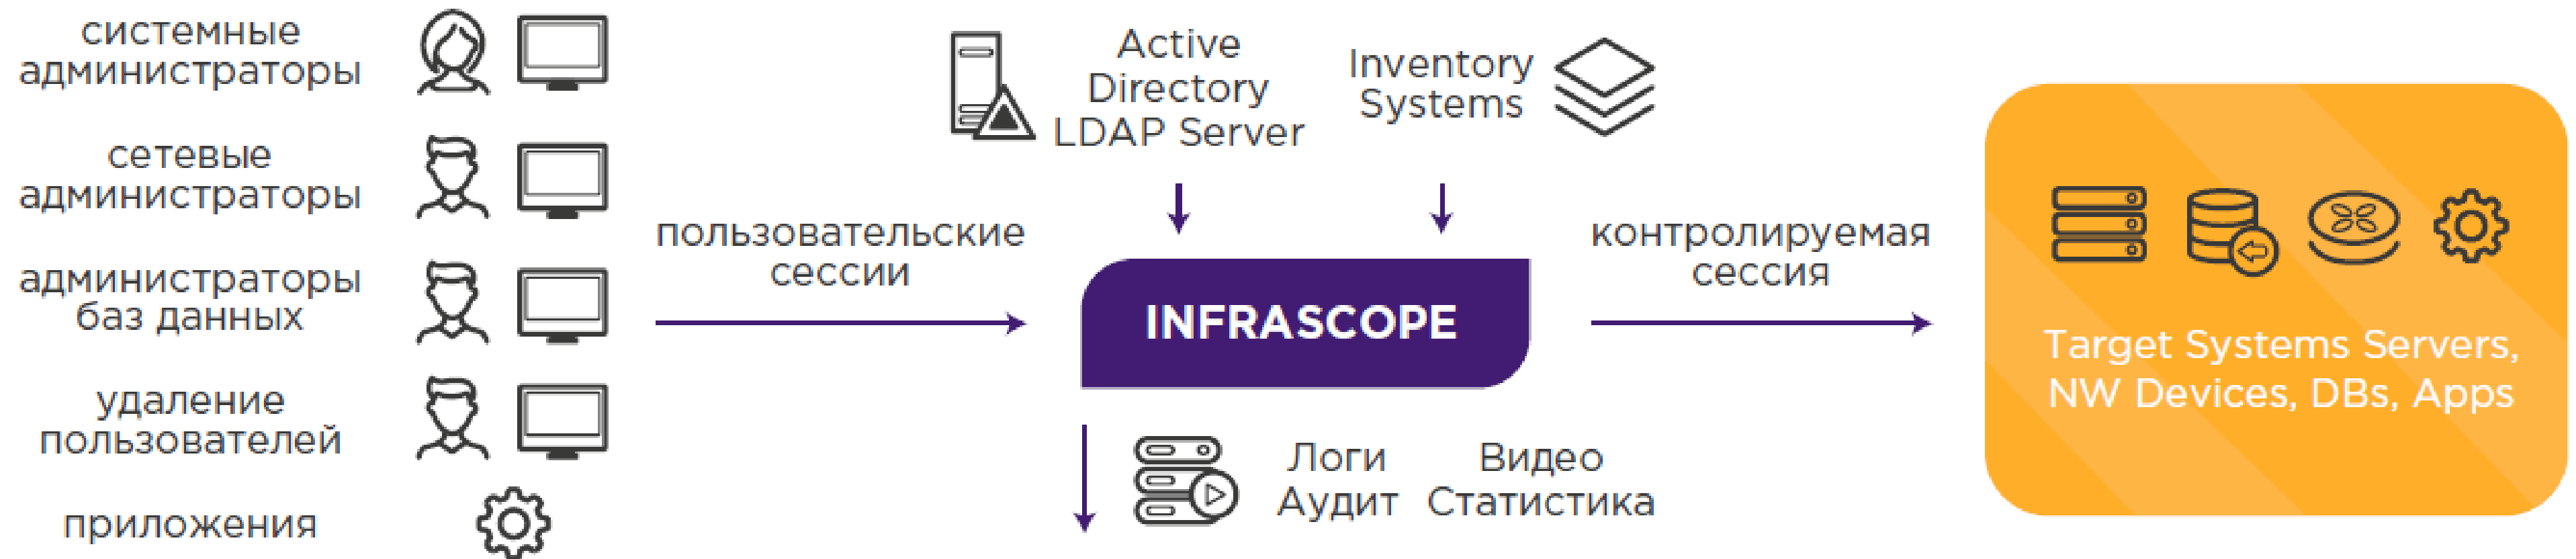 системные
администраторы
сетевые
администраторы
администраторы
баз данных
удаление
пользователей
приложения
пользовательские
сессии
Active
Directory
LDAP Server
Inventory
Systems
INFRASCOPE
Логи
Аудит
Видео
Статистика
контролируемая
сессия
Target Systems Servers,
NW Devices, DBs, Apps